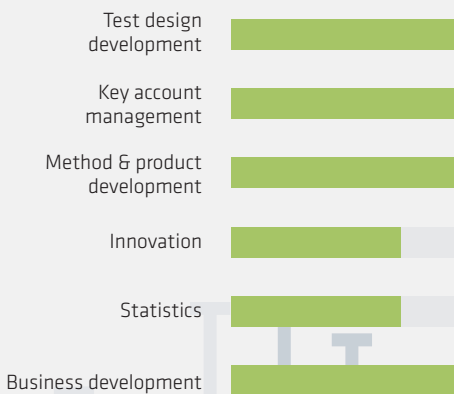 Test design
development
Key account
management
Method & product
development
Innovation
Statistics
Business development